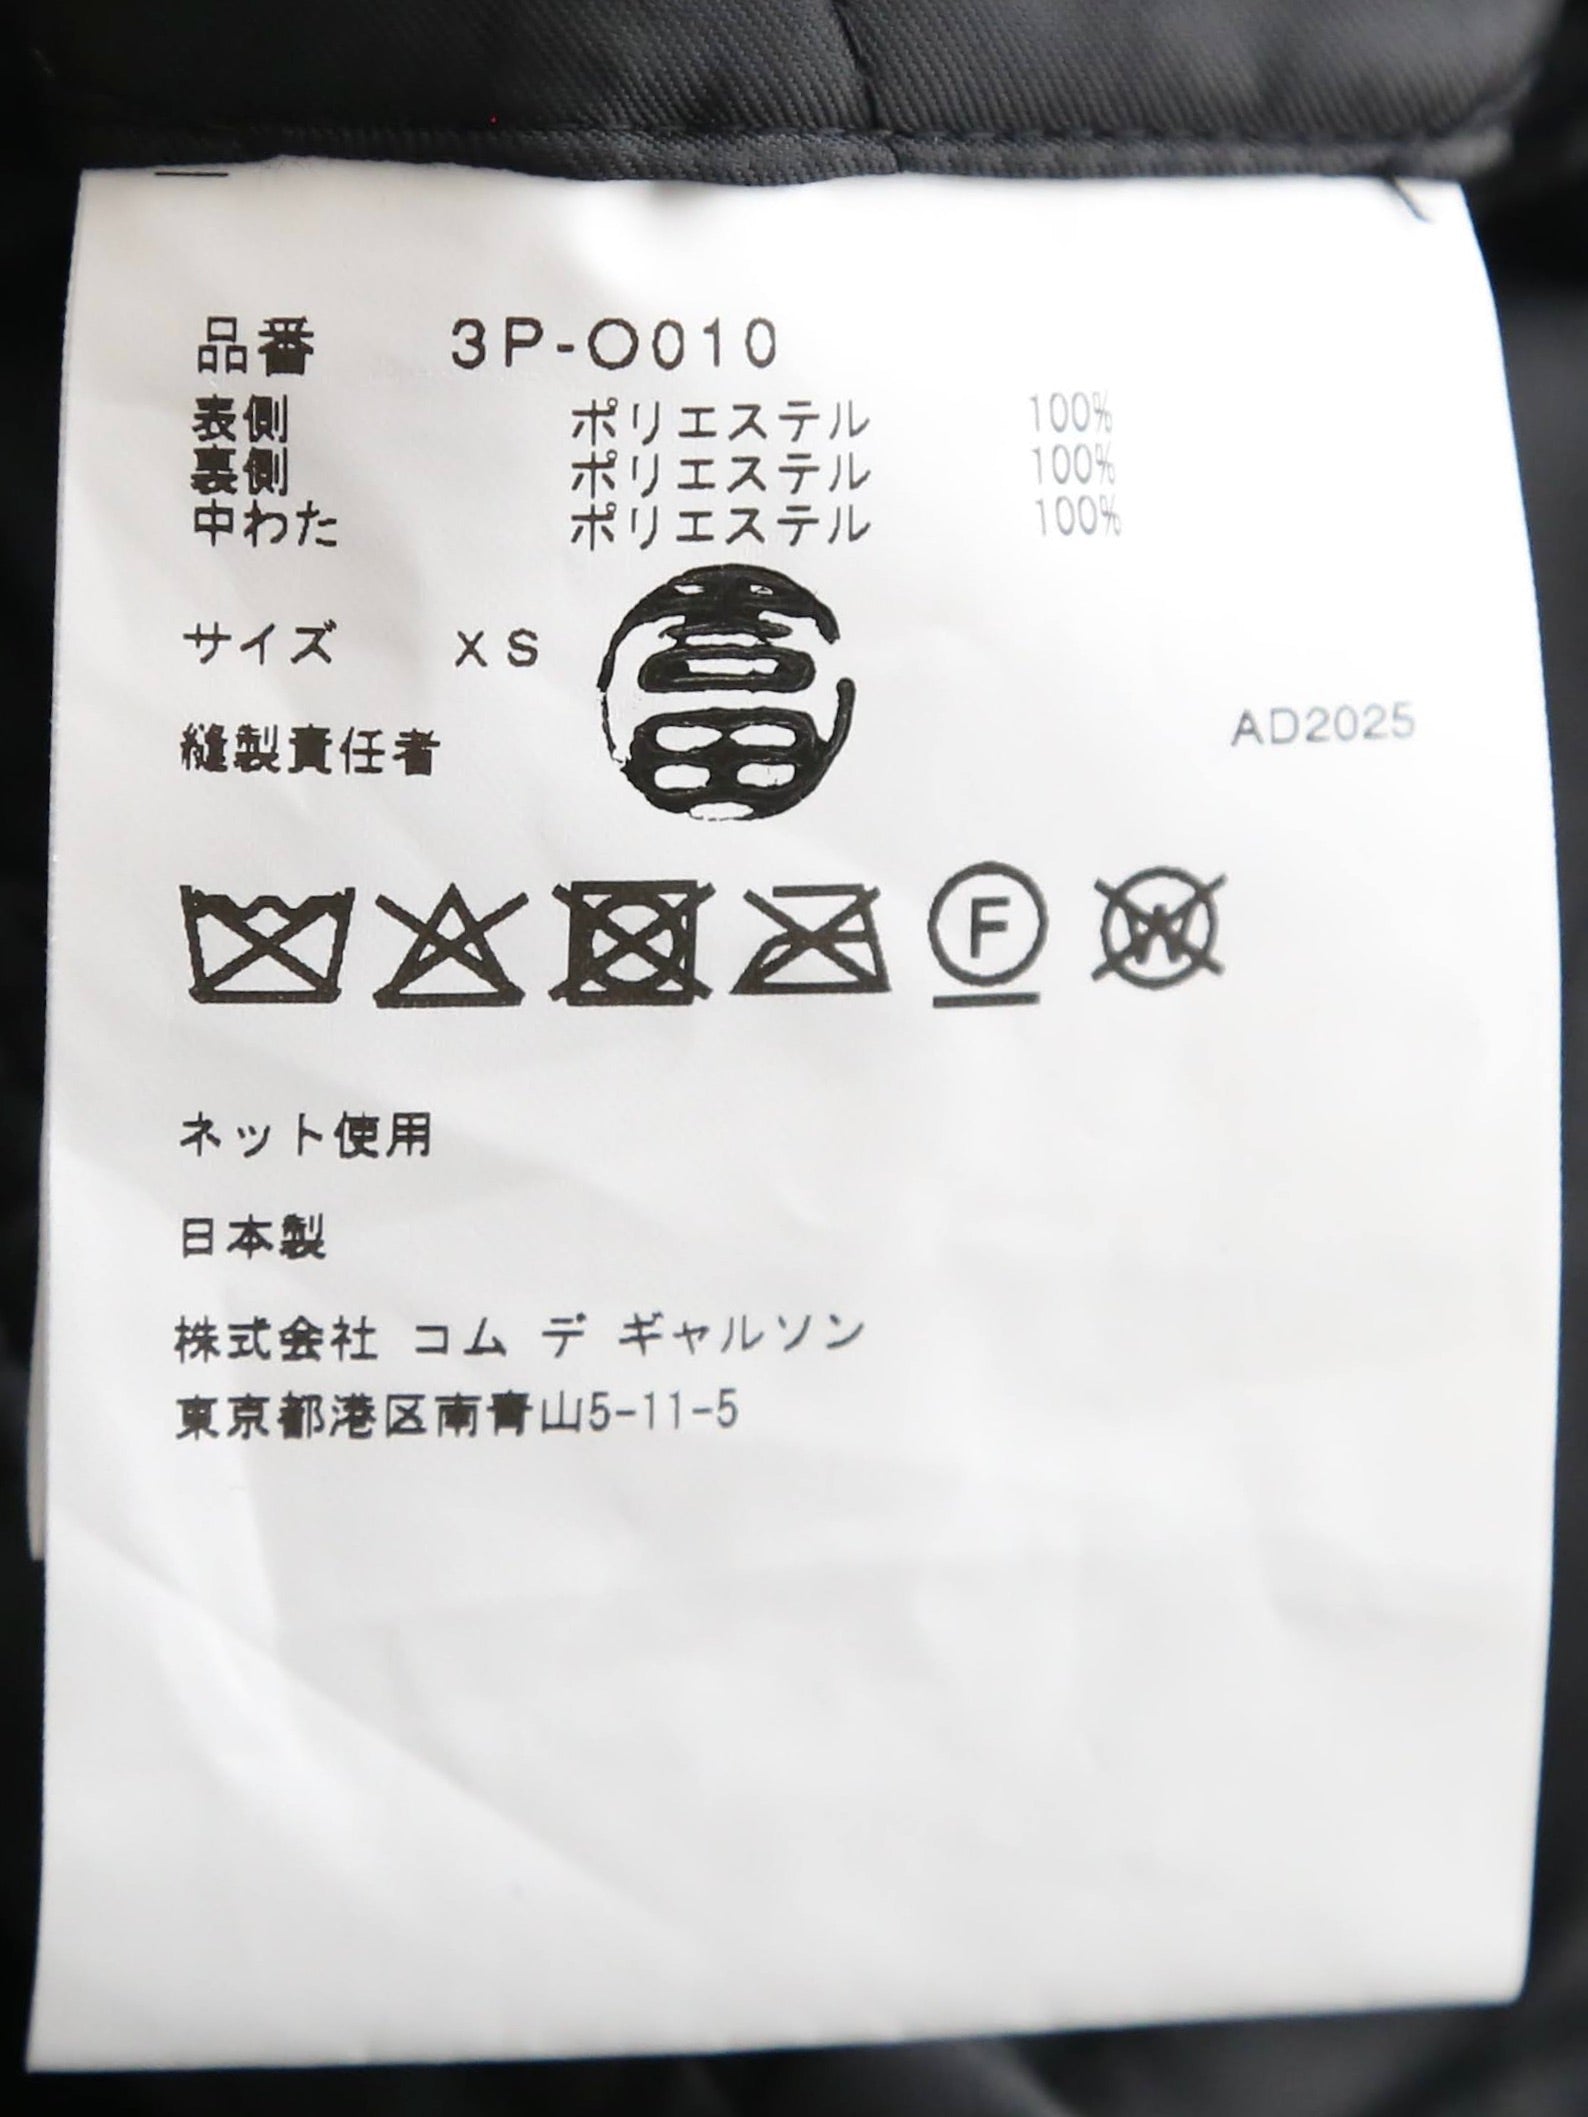 品番 3P-O010
表側 ポリエステル 100%
裏側 ポリエステル 100%
中わた ポリエステル 100%
サイズ XS
縫製責任者
AD2025
F W
ネット使用
日本製
株式会社 コム デ ギャルソン
東京都港区南青山5-11-5